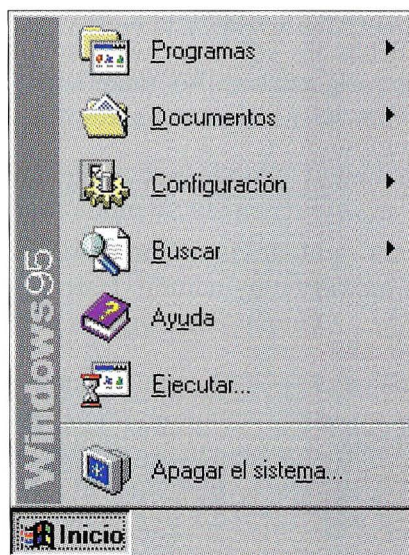 Programas
Documentos
Configuración
Buscar
Ayuda
Ejecutar...
Apagar el sistema...
Windows95
Inicio